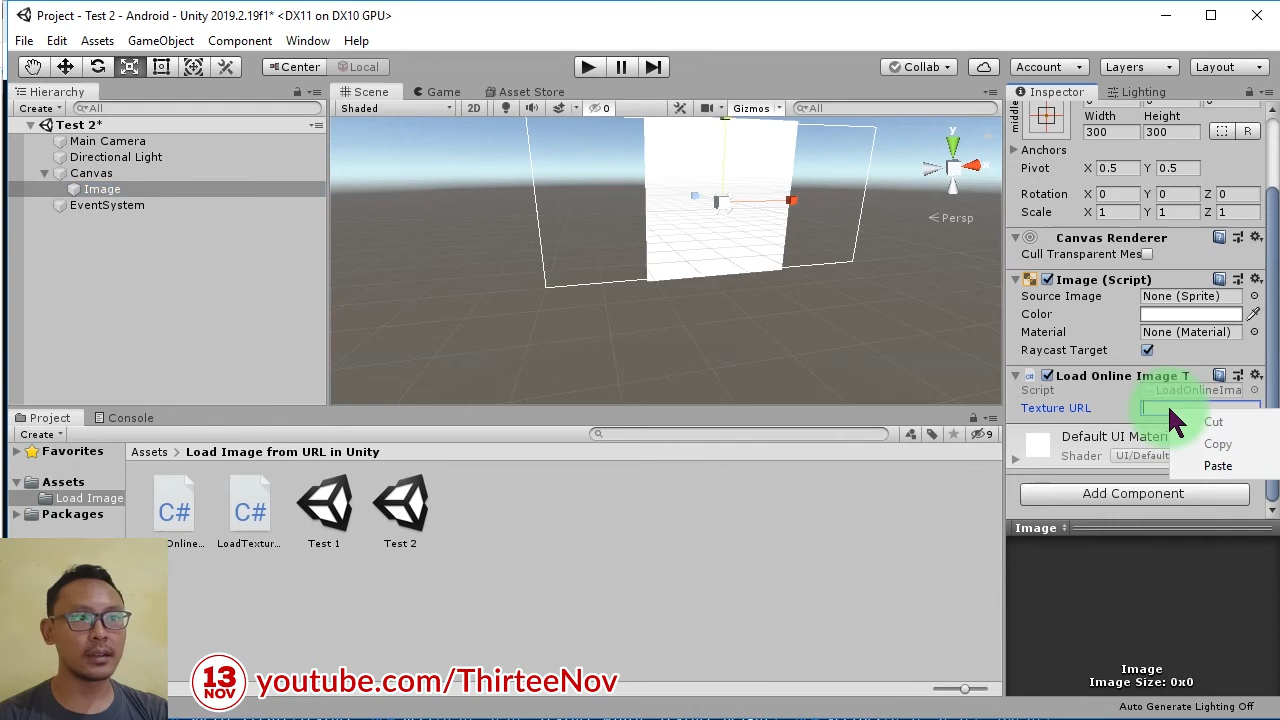 Project - Test 2 - Android - Unity 2019.2.19f1* <DX11 on DX10 GPU>
File Edit Assets GameObject Component Window Help
Center Local Collab Account Layers Layout
Hierarchy
Create All
Test 2*
Main Camera
Directional Light
Canvas
Image
EventSystem
Scene Game Asset Store
Shaded 2D 0 Gizmos All
y
x
Persp
Inspector Lighting
middle
Width Height
300 300 R
Anchors
Pivot X 0.5 Y 0.5
Rotation X 0 Y 0 Z 0
Scale X 1 Y 1 Z 1
Canvas Renderer
Cull Transparent Mes
Image (Script)
Source Image None (Sprite)
Color
Material None (Material)
Raycast Target
Load Online Image T
Script LoadOnlineIma
Texture URL
Cut
Copy
Paste
Default UI Materi
Shader UI/Default
Add Component
Image
Image
Image Size: 0x0
Auto Generate Lighting Off
Project Console
Create 9
Favorites
Assets
Load Image
Packages
Assets Load Image from URL in Unity
C# C#
Online... LoadTextur... Test 1 Test 2
13 NOV youtube.com/ThirteeNov